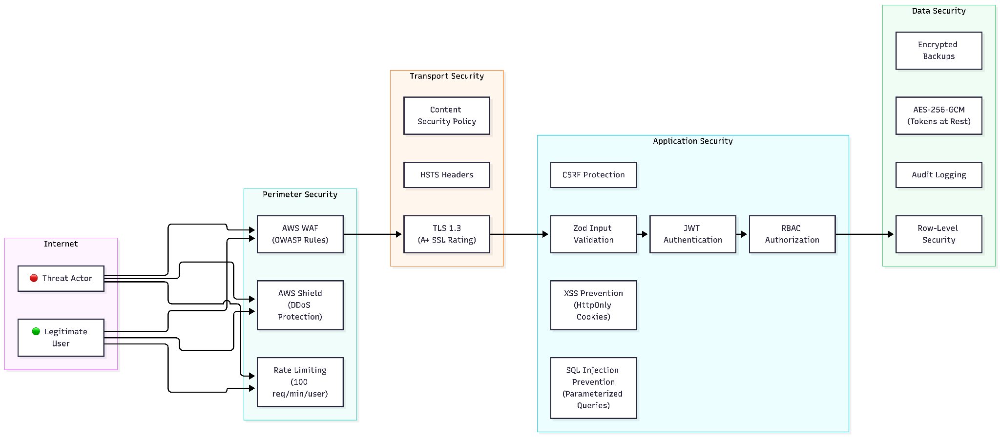 Internet
🔴 Threat Actor
🟢 Legitimate
User
Perimeter Security
AWS WAF
(OWASP Rules)
AWS Shield
(DDoS
Protection)
Rate Limiting
(100
req/min/user)
Transport Security
Content
Security Policy
HSTS Headers
TLS 1.3
(A+ SSL Rating)
Application Security
CSRF Protection
Zod Input
Validation
JWT
Authentication
RBAC
Authorization
XSS Prevention
(HttpOnly
Cookies)
SQL Injection
Prevention
(Parameterized
Queries)
Data Security
Encrypted
Backups
AES-256-GCM
(Tokens at Rest)
Audit Logging
Row-Level
Security